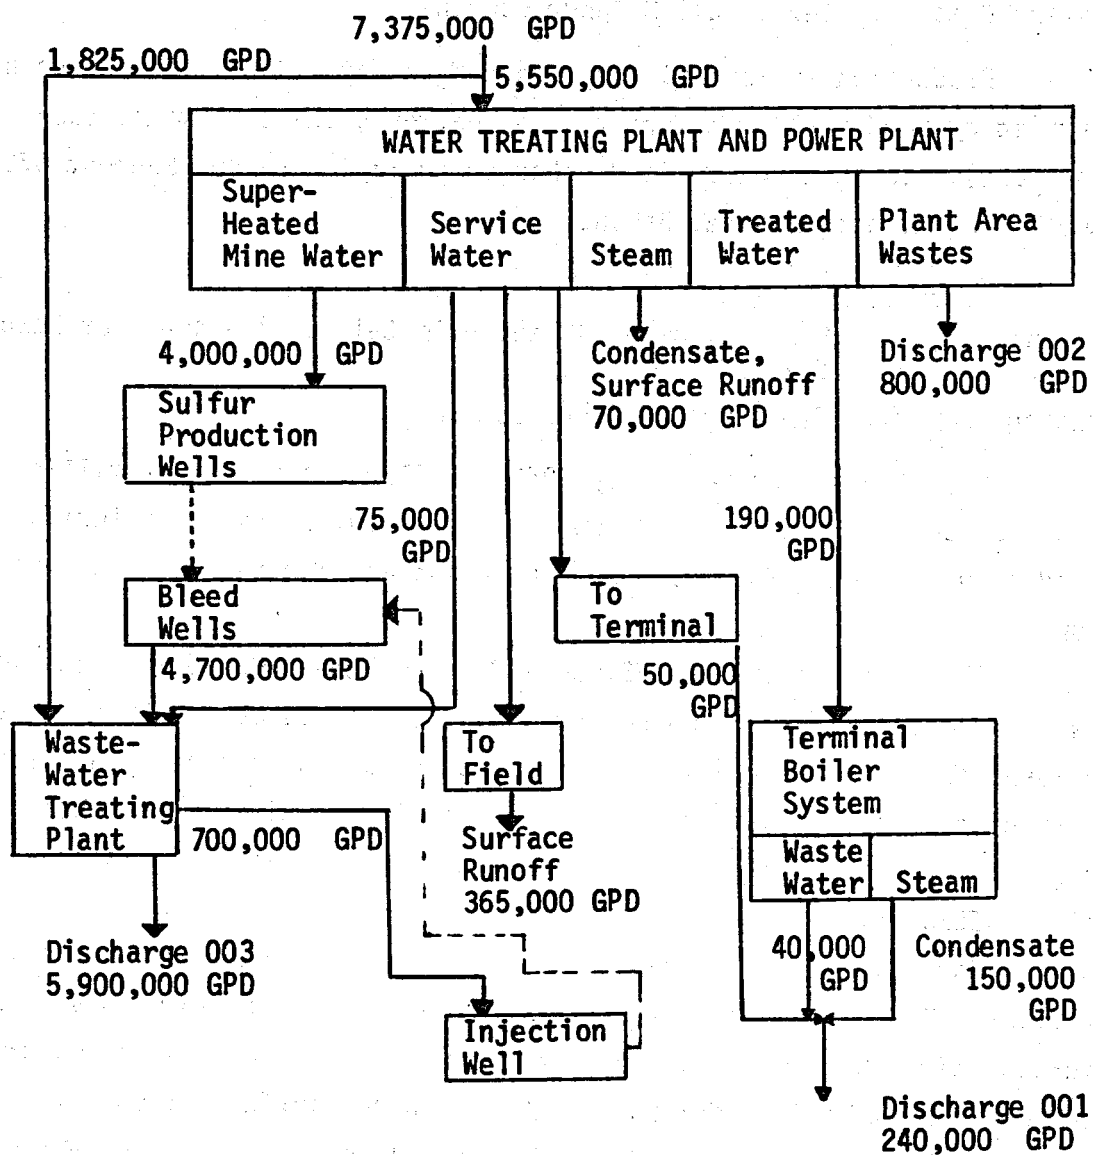 7,375,000 GPD
1,825,000 GPD
5,550,000 GPD
WATER TREATING PLANT AND POWER PLANT
Super-
Heated
Mine Water
Service
Water
Steam
Treated
Water
Plant Area
Wastes
4,000,000 GPD
Condensate,
Surface Runoff
70,000 GPD
Discharge 002
800,000 GPD
Sulfur
Production
Wells
75,000
GPD
190,000
GPD
Bleed
Wells
To
Terminal
4,700,000 GPD
50,000
GPD
Waste-
Water
Treating
Plant
To
Field
Terminal
Boiler
System
700,000 GPD
Surface
Runoff
365,000 GPD
Waste
Water
Steam
Discharge 003
5,900,000 GPD
40,000
GPD
Condensate
150,000
GPD
Injection
Well
Discharge 001
240,000 GPD